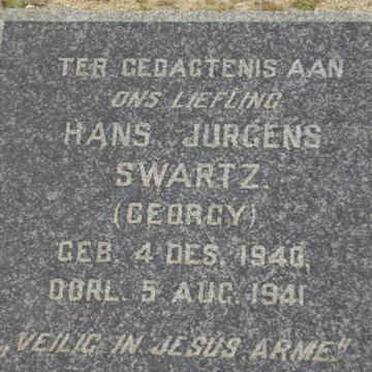 TER GEDAGTENIS AAN
ONS LIEFLING
HANS JURGENS
SWARTZ.
(GEORGY)
GEB. 4 DES. 1940,
OORL. 5 AUG. 1941.
„VEILIG IN JESUS ARME"